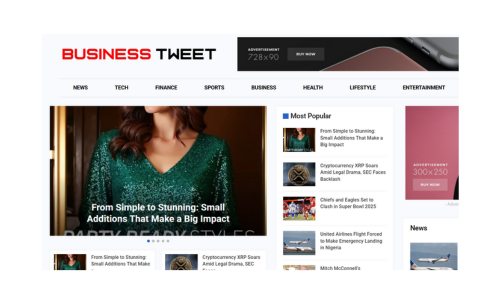 BUSINESS TWEET
ADVERTISEMENT
728 x 90
BUY NOW
NEWS TECH FINANCE SPORTS BUSINESS HEALTH LIFESTYLE ENTERTAINMENT
From Simple to Stunning: Small
Additions That Make a Big Impact
PARTY READY STYLES
From Simple to Stunning:
Small Additions That Make
Cryptocurrency XRP Soars
Amid Legal Drama, SEC
Most Popular
From Simple to Stunning:
Small Additions That Make a
Big Impact
Cryptocurrency XRP Soars
Amid Legal Drama, SEC Faces
Backlash
Chiefs and Eagles Set to
Clash in Super Bowl 2025
United Airlines Flight Forced
to Make Emergency Landing
in Nigeria
Mitch McConnell's
ADVERTISEMENT
300 x 250
BUY NOW
News